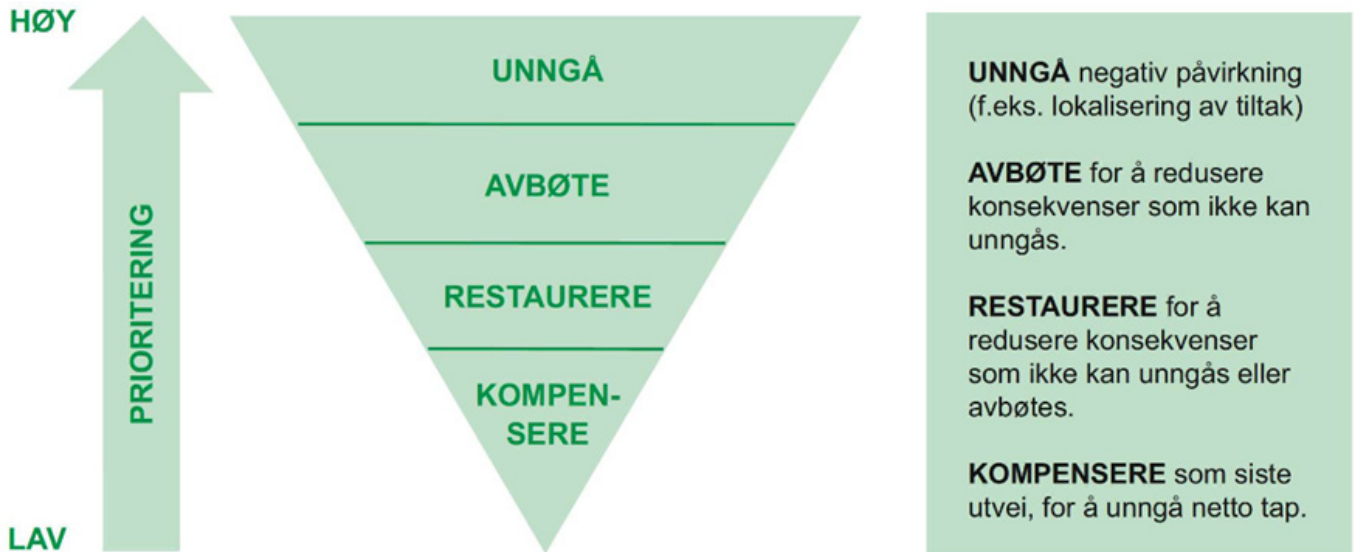 HØY
PRIORITERING
LAV
UNNGÅ
AVBØTE
RESTAURERE
KOMPEN-
SERE
UNNGÅ negativ påvirkning
(f.eks. lokalisering av tiltak)
AVBØTE for å redusere
konsekvenser som ikke kan
unngås.
RESTAURERE for å
redusere konsekvenser
som ikke kan unngås eller
avbøtes.
KOMPENSERE som siste
utvei, for å unngå netto tap.